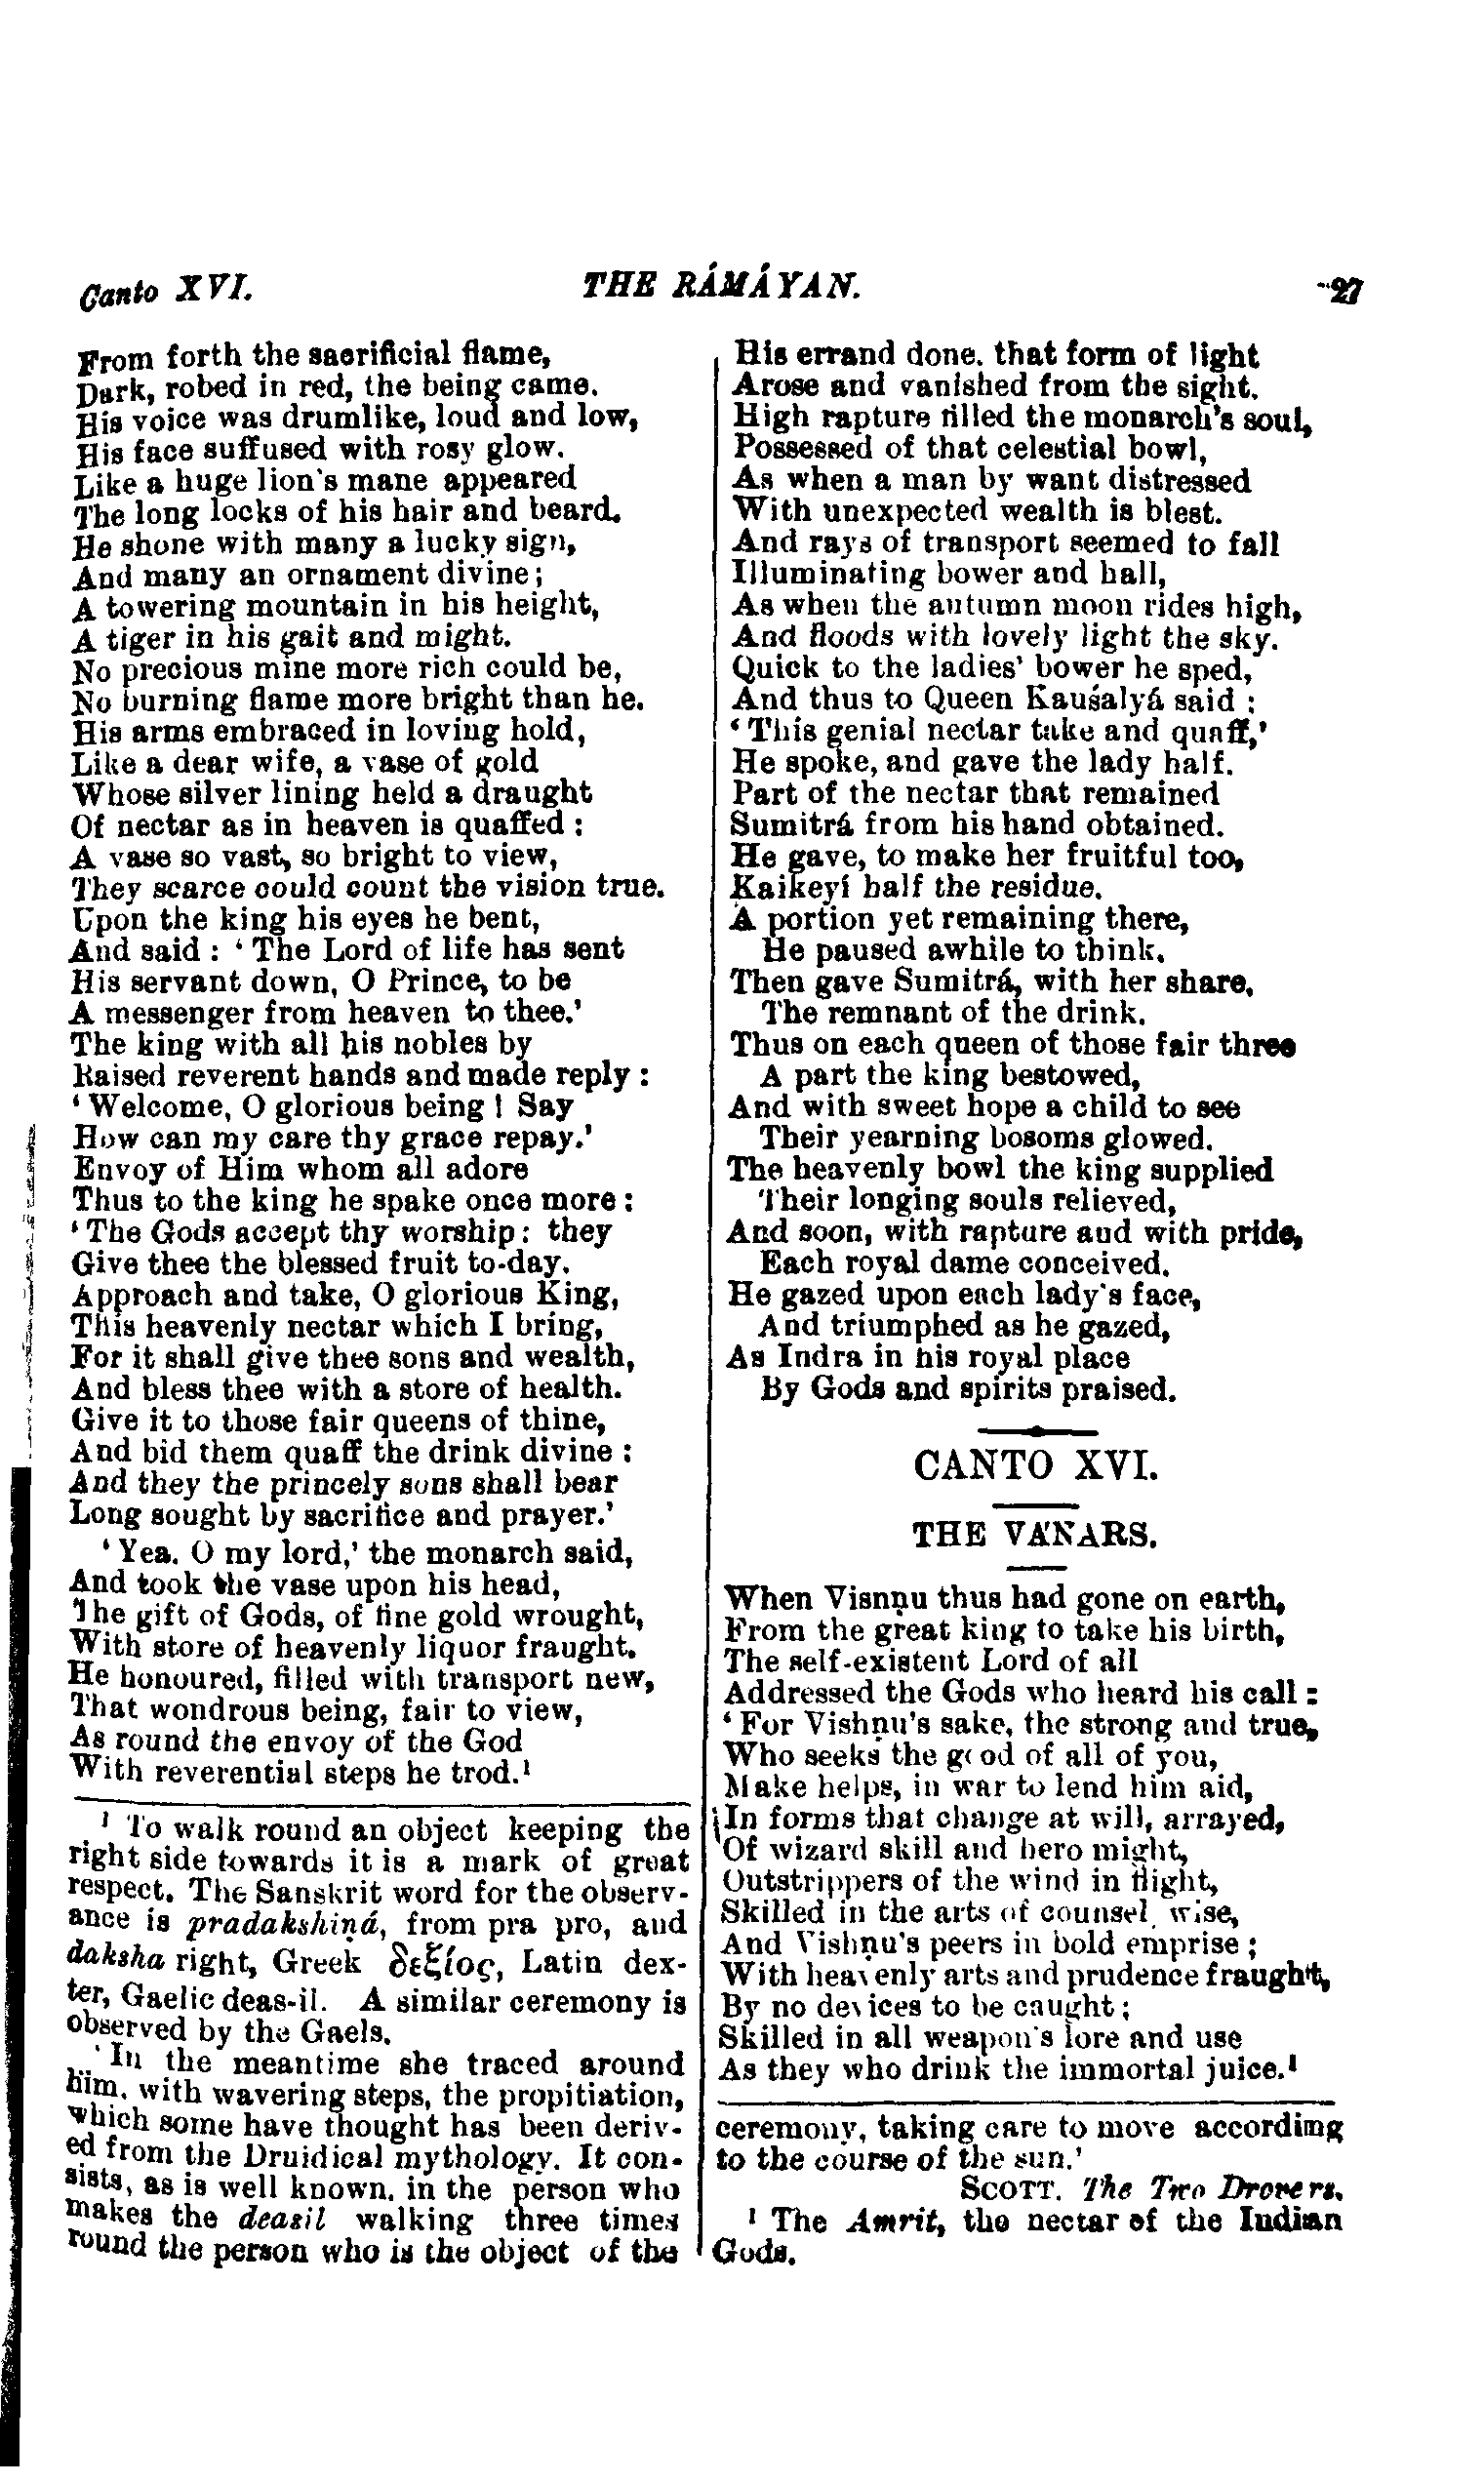 Canto XVI.
THE RÁMÁYAN.
27
From forth the sacrificial flame,
Dark, robed in red, the being came.
His voice was drumlike, loud and low,
His face suffused with rosy glow.
Like a huge lion's mane appeared
The long locks of his hair and beard.
He shone with many a lucky sign,
And many an ornament divine;
A towering mountain in his height,
A tiger in his gait and might.
No precious mine more rich could be,
No burning flame more bright than he.
His arms embraced in loving hold,
Like a dear wife, a vase of gold
Whose silver lining held a draught
Of nectar as in heaven is quaffed :
A vase so vast, so bright to view,
They scarce could count the vision true.
Upon the king his eyes he bent,
And said : ‘ The Lord of life has sent
His servant down, O Prince, to be
A messenger from heaven to thee.’
The king with all his nobles by
Raised reverent hands and made reply :
‘ Welcome, O glorious being ! Say
How can my care thy grace repay.’
Envoy of Him whom all adore
Thus to the king he spake once more :
‘ The Gods accept thy worship : they
Give thee the blessed fruit to-day.
Approach and take, O glorious King,
This heavenly nectar which I bring,
For it shall give thee sons and wealth,
And bless thee with a store of health.
Give it to those fair queens of thine,
And bid them quaff the drink divine :
And they the princely sons shall bear
Long sought by sacrifice and prayer.’
‘ Yea. O my lord,’ the monarch said,
And took the vase upon his head,
The gift of Gods, of fine gold wrought,
With store of heavenly liquor fraught.
He honoured, filled with transport new,
That wondrous being, fair to view,
As round the envoy of the God
With reverential steps he trod.¹
¹ To walk round an object keeping the
right side towards it is a mark of great
respect. The Sanskrit word for the observ-
ance is pradakshiṇá, from pra pro, and
daksha right, Greek δεξίος, Latin dex-
ter, Gaelic deas-il. A similar ceremony is
observed by the Gaels.
‘ In the meantime she traced around
him, with wavering steps, the propitiation,
which some have thought has been deriv-
ed from the Druidical mythology. It con-
sists, as is well known, in the person who
makes the deasil walking three times
round the person who is the object of the
His errand done. that form of light
Arose and vanished from the sight.
High rapture filled the monarch's soul,
Possessed of that celestial bowl,
As when a man by want distressed
With unexpected wealth is blest.
And rays of transport seemed to fall
Illuminating bower and hall,
As when the autumn moon rides high,
And floods with lovely light the sky.
Quick to the ladies’ bower he sped,
And thus to Queen Kauśalyá said :
‘ This genial nectar take and quaff,’
He spoke, and gave the lady half.
Part of the nectar that remained
Sumitrá from his hand obtained.
He gave, to make her fruitful too,
Kaikeyí half the residue.
A portion yet remaining there,
He paused awhile to think.
Then gave Sumitrá, with her share,
The remnant of the drink.
Thus on each queen of those fair three
A part the king bestowed,
And with sweet hope a child to see
Their yearning bosoms glowed.
The heavenly bowl the king supplied
Their longing souls relieved,
And soon, with rapture and with pride,
Each royal dame conceived.
He gazed upon each lady's face,
And triumphed as he gazed,
As Indra in his royal place
By Gods and spirits praised.
CANTO XVI.
THE VÁNARS.
When Visnṇu thus had gone on earth,
From the great king to take his birth,
The self-existent Lord of all
Addressed the Gods who heard his call :
‘ For Vishṇu's sake, the strong and true,
Who seeks the good of all of you,
Make helps, in war to lend him aid,
In forms that change at will, arrayed,
Of wizard skill and hero might,
Outstrippers of the wind in flight,
Skilled in the arts of counsel, wise,
And Vishṇu's peers in bold emprise ;
With heavenly arts and prudence fraught,
By no devices to be caught ;
Skilled in all weapon's lore and use
As they who drink the immortal juice.¹
ceremony, taking care to move according
to the course of the sun.’
SCOTT. The Two Drovers.
¹ The Amrit, the nectar of the Indian
Gods.